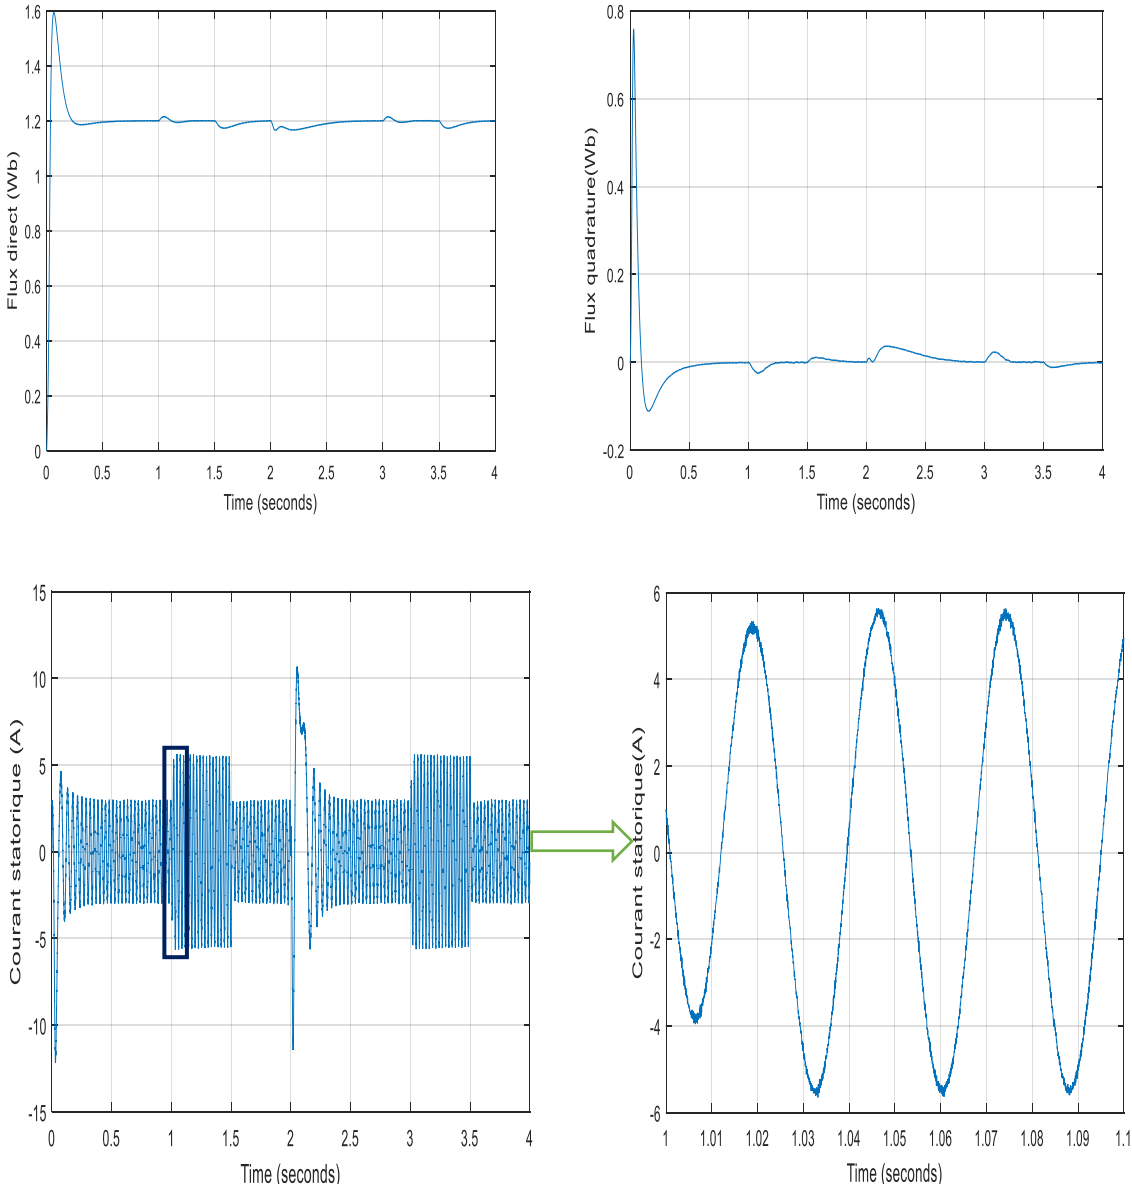 Flux direct (Wb)
1.6
1.4
1.2
1
0.8
0.6
0.4
0.2
0
0 0.5 1 1.5 2 2.5 3 3.5 4
Time (seconds)
Flux quadrature(Wb)
0.8
0.6
0.4
0.2
0
-0.2
0 0.5 1 1.5 2 2.5 3 3.5 4
Time (seconds)
Courant statorique (A)
15
10
5
0
-5
-10
-15
0 0.5 1 1.5 2 2.5 3 3.5 4
Time (seconds)
Courant statorique(A)
6
4
2
0
-2
-4
-6
1 1.01 1.02 1.03 1.04 1.05 1.06 1.07 1.08 1.09 1.1
Time (seconds)